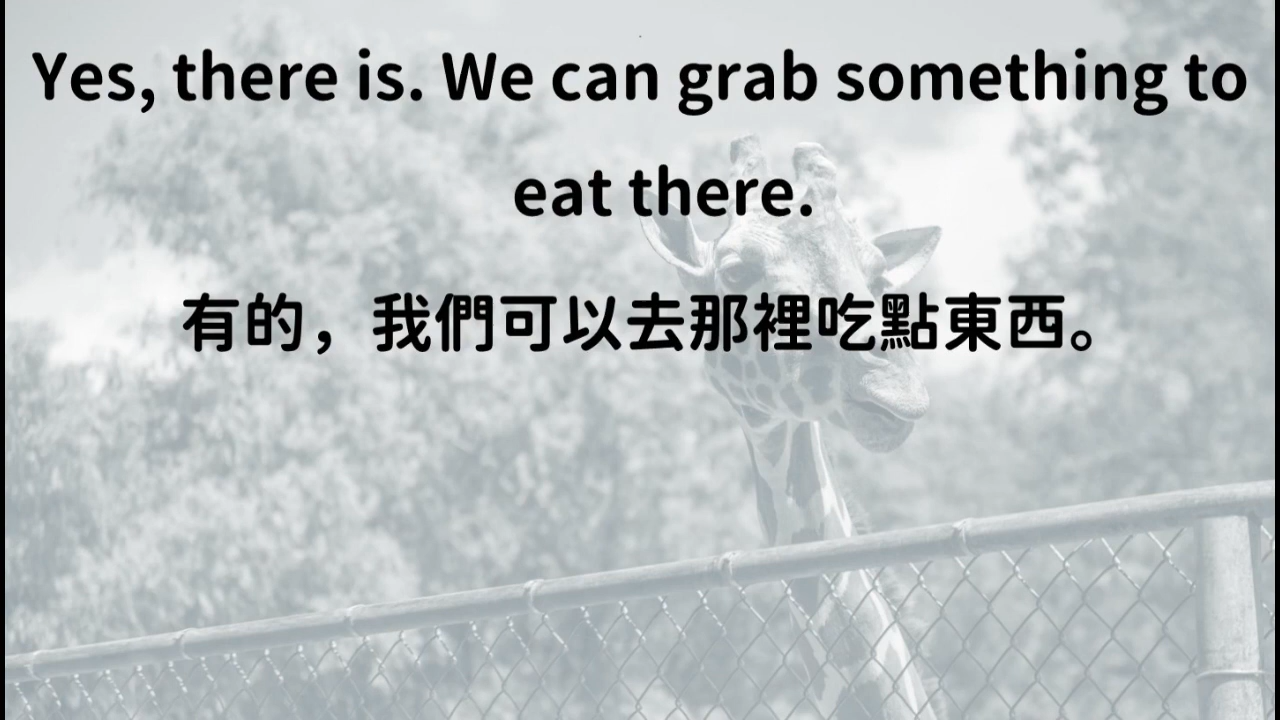 Yes, there is. We can grab something to
eat there.
有的，我們可以去那裡吃點東西。